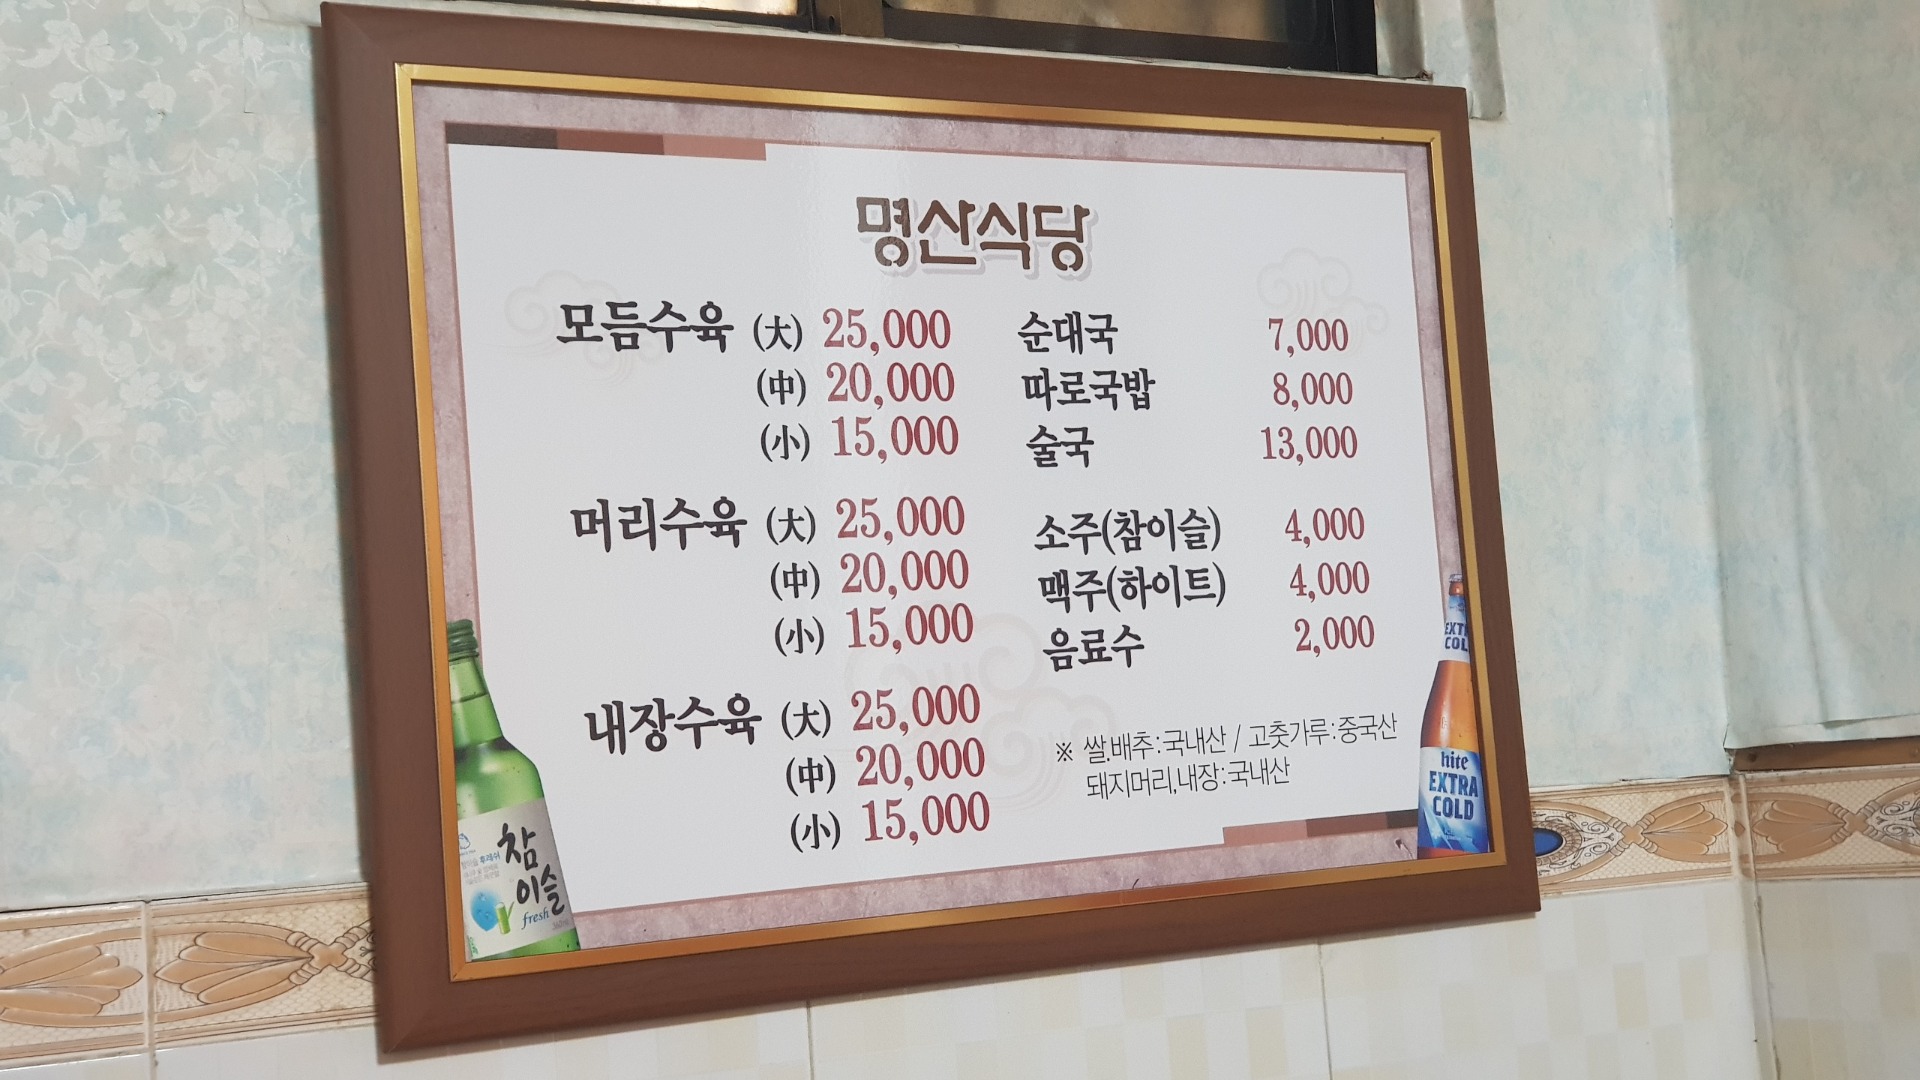 명산식당
모듬수육 (大) 25,000
(中) 20,000
(小) 15,000
머리수육 (大) 25,000
(中) 20,000
(小) 15,000
내장수육 (大) 25,000
(中) 20,000
(小) 15,000
순대국 7,000
따로국밥 8,000
술국 13,000
소주(참이슬) 4,000
맥주(하이트) 4,000
음료수 2,000
※ 쌀.배추:국내산 / 고춧가루:중국산
돼지머리,내장:국내산
참
이슬
fresh
EXTRA
COLD
hite
EXTRA
COLD